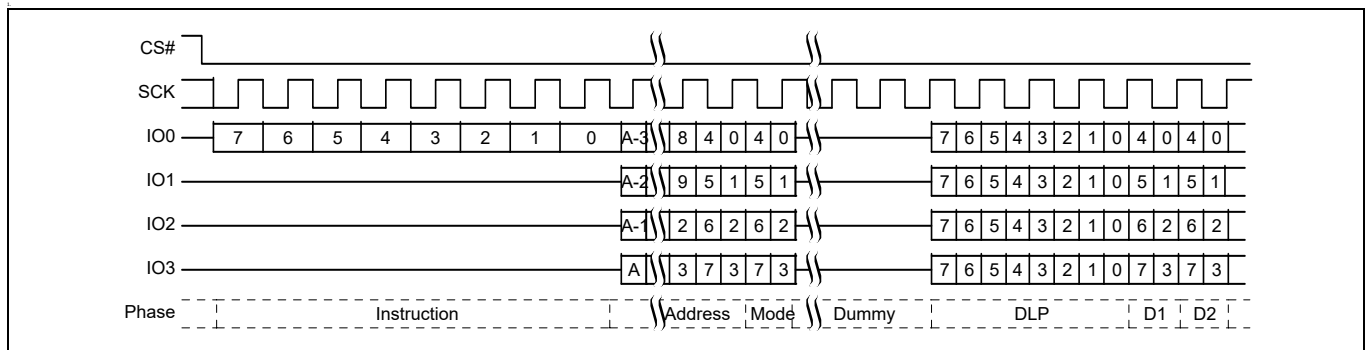 CS#
SCK
IO0 7 6 5 4 3 2 1 0 A-3 8 4 0 4 0 7 6 5 4 3 2 1 0 4 0 4 0
IO1 A-2 9 5 1 5 1 7 6 5 4 3 2 1 0 5 1 5 1
IO2 A-1 2 6 2 6 2 7 6 5 4 3 2 1 0 6 2 6 2
IO3 A 3 7 3 7 3 7 6 5 4 3 2 1 0 7 3 7 3
Phase Instruction Address Mode Dummy DLP D1 D2